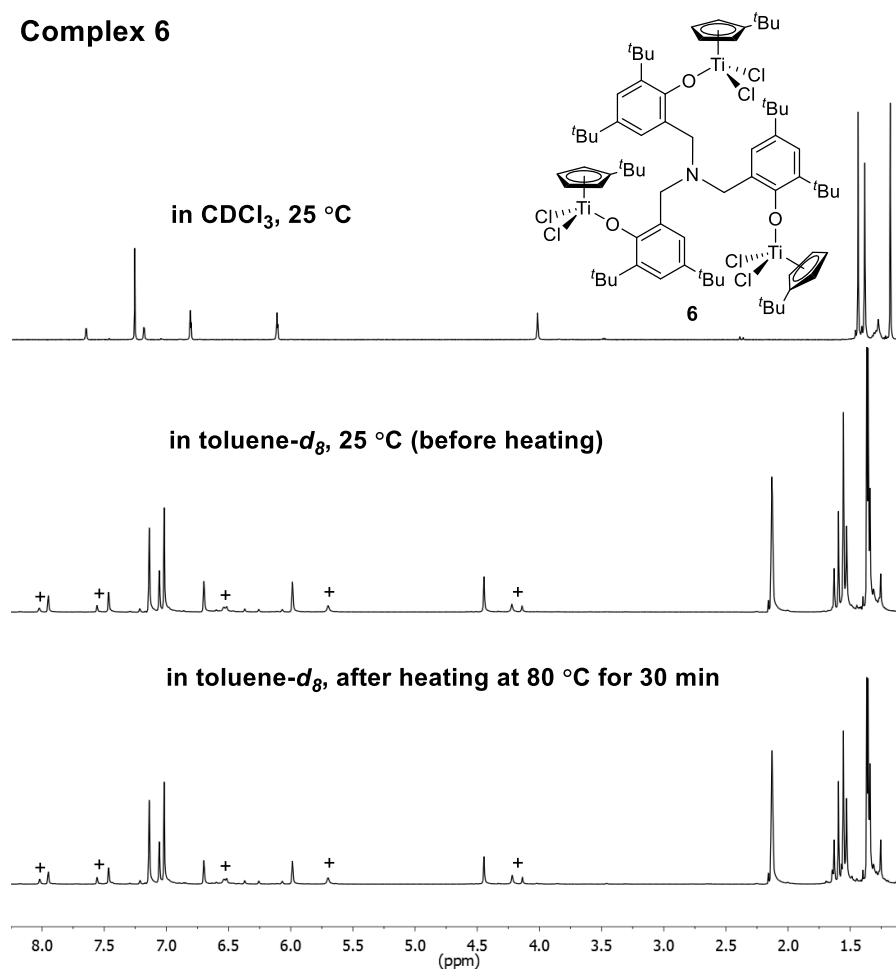 Complex 6
tBu
tBu
Ti
Cl
O
Cl
tBu
tBu
tBu
tBu
N
Ti
O
Cl
Cl
O
Ti
Cl
Cl
tBu
tBu
tBu
6
in CDCl3, 25 °C
in toluene-d8, 25 °C (before heating)
+ + + + +
in toluene-d8, after heating at 80 °C for 30 min
+ + + + +
8.0 7.5 7.0 6.5 6.0 5.5 5.0 4.5 4.0 3.5 3.0 2.5 2.0 1.5
(ppm)